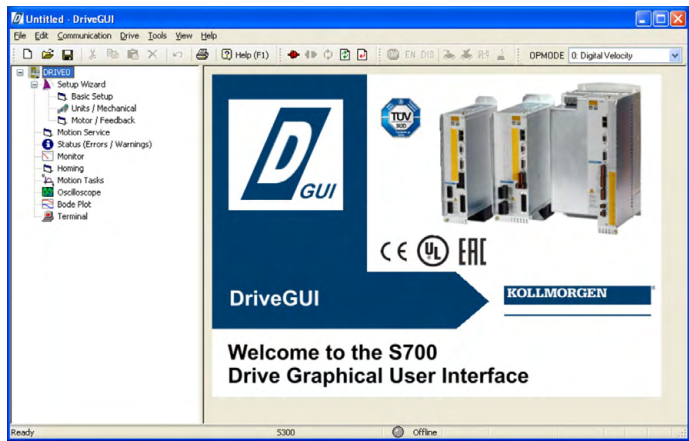 Untitled - DriveGUI
File Edit Communication Drive Tools View Help
Help (F1) EN DIS OPMODE 0: Digital Velocity
DRIVE0
Setup Wizard
Basic Setup
Units / Mechanical
Motor / Feedback
Motion Service
Status (Errors / Warnings)
Monitor
Homing
Motion Tasks
Oscilloscope
Bode Plot
Terminal
D
GUI
TÜV
CE UL EAC
DriveGUI
KOLLMORGEN
Welcome to the S700
Drive Graphical User Interface
Ready S300 Offline